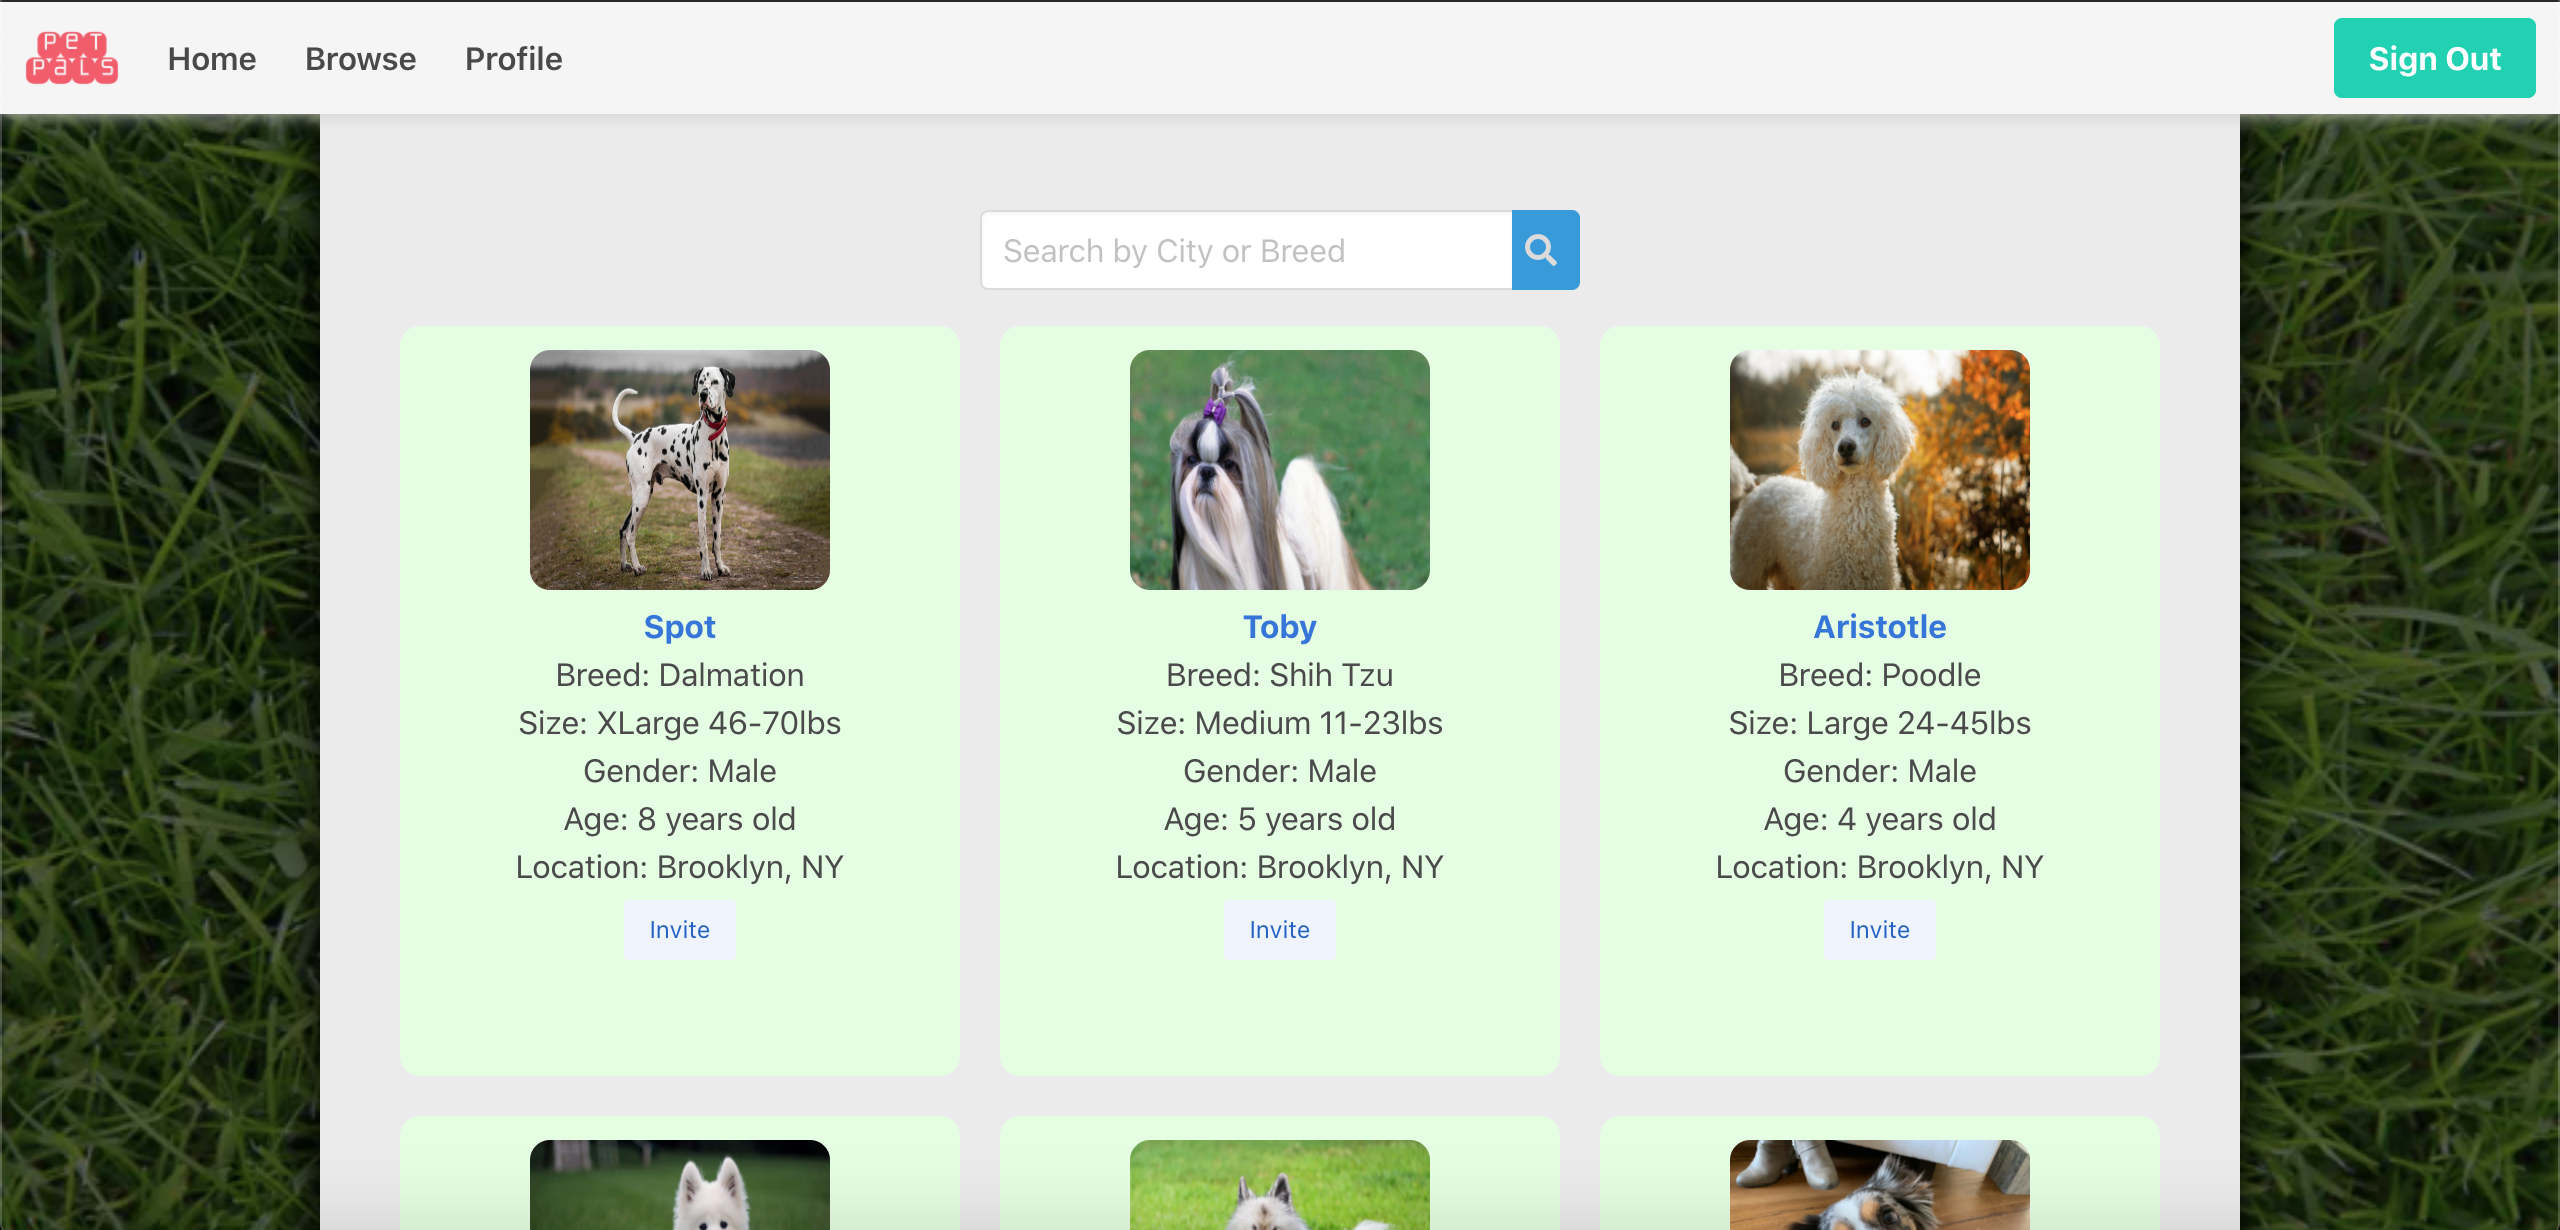 PET
PALS
Home
Browse
Profile
Sign Out
Search by City or Breed
Spot
Breed: Dalmation
Size: XLarge 46-70lbs
Gender: Male
Age: 8 years old
Location: Brooklyn, NY
Invite
Toby
Breed: Shih Tzu
Size: Medium 11-23lbs
Gender: Male
Age: 5 years old
Location: Brooklyn, NY
Invite
Aristotle
Breed: Poodle
Size: Large 24-45lbs
Gender: Male
Age: 4 years old
Location: Brooklyn, NY
Invite